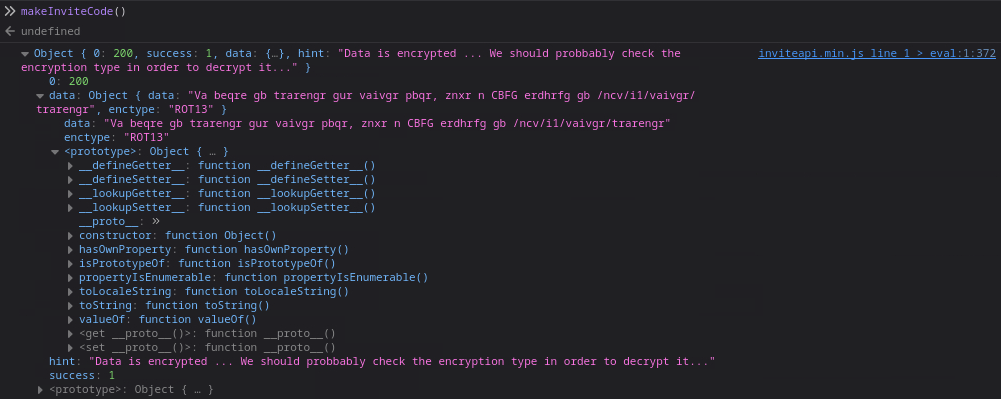 makeInviteCode()
undefined
Object { 0: 200, success: 1, data: {…}, hint: "Data is encrypted ... We should probbably check the inviteapi.min.js line 1 > eval:1:372
encryption type in order to decrypt it..." }
0: 200
data: Object { data: "Va beqre gb trarengr gur vaivgr pbqr, znxr n CBFG erdhrfg gb /ncv/i1/vaivgr/
trarengr", enctype: "ROT13" }
data: "Va beqre gb trarengr gur vaivgr pbqr, znxr n CBFG erdhrfg gb /ncv/i1/vaivgr/trarengr"
enctype: "ROT13"
<prototype>: Object { … }
__defineGetter__: function __defineGetter__()
__defineSetter__: function __defineSetter__()
__lookupGetter__: function __lookupGetter__()
__lookupSetter__: function __lookupSetter__()
__proto__: »
constructor: function Object()
hasOwnProperty: function hasOwnProperty()
isPrototypeOf: function isPrototypeOf()
propertyIsEnumerable: function propertyIsEnumerable()
toLocaleString: function toLocaleString()
toString: function toString()
valueOf: function valueOf()
<get __proto__()>: function __proto__()
<set __proto__()>: function __proto__()
hint: "Data is encrypted ... We should probbably check the encryption type in order to decrypt it..."
success: 1
<prototype>: Object { … }